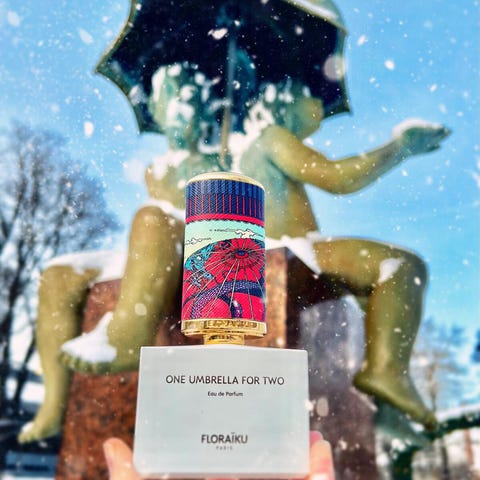 ONE UMBRELLA FOR TWO
Eau de Parfum
FLORAÏKU
PARIS